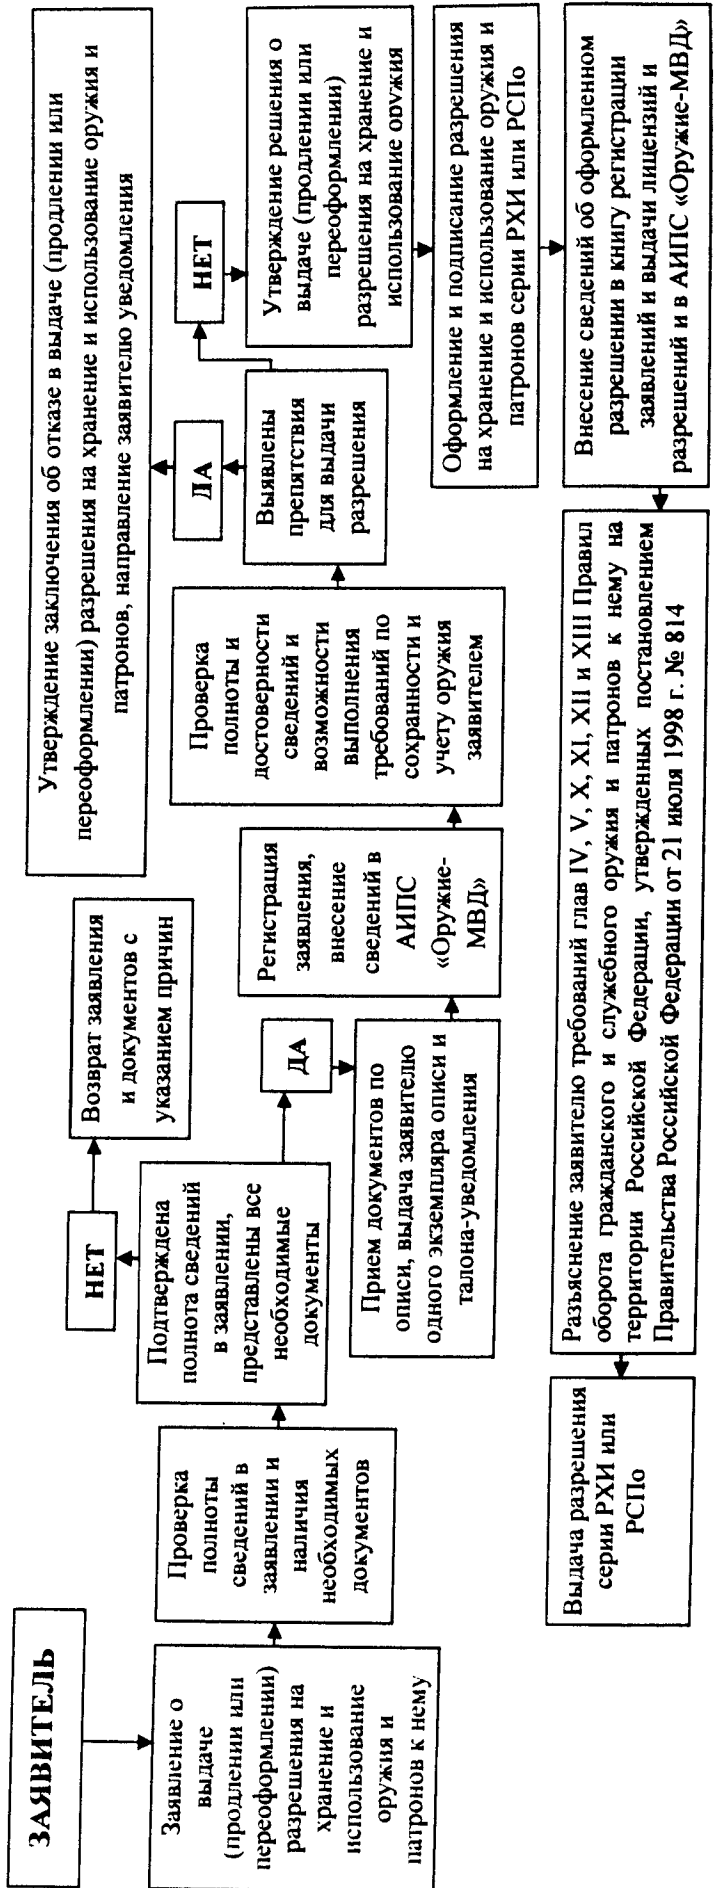 ЗАЯВИТЕЛЬ
Заявление о
выдаче
(продлении или
переоформлении)
разрешения на
хранение и
использование
оружия и
патронов к нему
Проверка
полноты
сведений в
заявлении и
наличия
необходимых
документов
Подтверждена
полнота сведений
в заявлении,
представлены все
необходимые
документы
НЕТ
Возврат заявления
и документов с
указанием причин
ДА
Прием документов по
описи, выдача заявителю
одного экземпляра описи и
талона-уведомления
Регистрация
заявления,
внесение
сведений в
АИПС
«Оружие-
МВД»
Проверка
полноты и
достоверности
сведений и
возможности
выполнения
требований по
сохранности и
учету оружия
заявителем
Выявлены
препятствия
для выдачи
разрешения
ДА
Утверждение заключения об отказе в выдаче (продлении или
переоформлении) разрешения на хранение и использование оружия и
патронов, направление заявителю уведомления
НЕТ
Утверждение решения о
выдаче (продлении или
переоформлении)
разрешения на хранение и
использование оружия
Оформление и подписание разрешения
на хранение и использование оружия и
патронов серии РХИ или РСПо
Внесение сведений об оформленном
разрешении в книгу регистрации
заявлений и выдачи лицензий и
разрешений и в АИПС «Оружие-МВД»
Разъяснение заявителю требований глав IV, V, X, XI, XII и XIII Правил
оборота гражданского и служебного оружия и патронов к нему на
территории Российской Федерации, утвержденных постановлением
Правительства Российской Федерации от 21 июля 1998 г. № 814
Выдача разрешения
серии РХИ или
РСПо